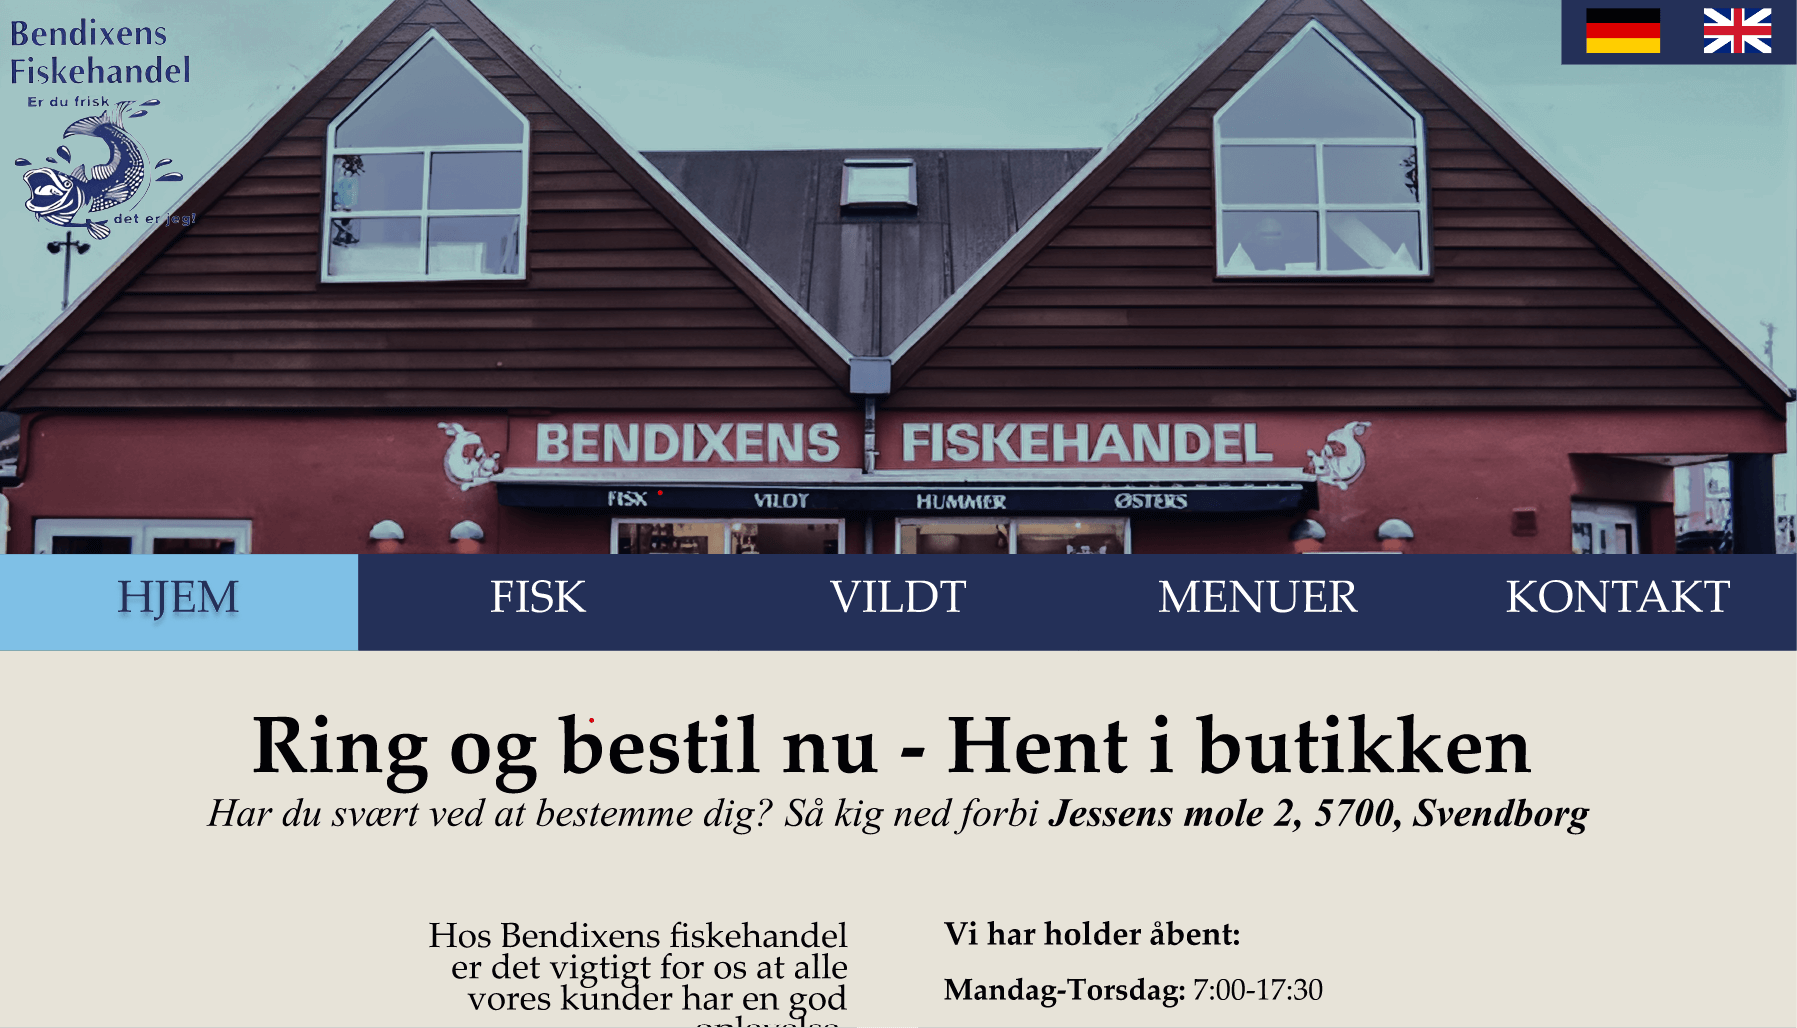 Bendixens
Fiskehandel
Er du frisk
det er jeg!
BENDIXENS FISKEHANDEL
FISK VILDT HUMMER ØSTERS
HJEM FISK VILDT MENUER KONTAKT
Ring og bestil nu - Hent i butikken
Har du svært ved at bestemme dig? Så kig ned forbi Jessens mole 2, 5700, Svendborg
Hos Bendixens fiskehandel
er det vigtigt for os at alle
vores kunder har en god
oplevelse.
Vi har holder åbent:
Mandag-Torsdag: 7:00-17:30